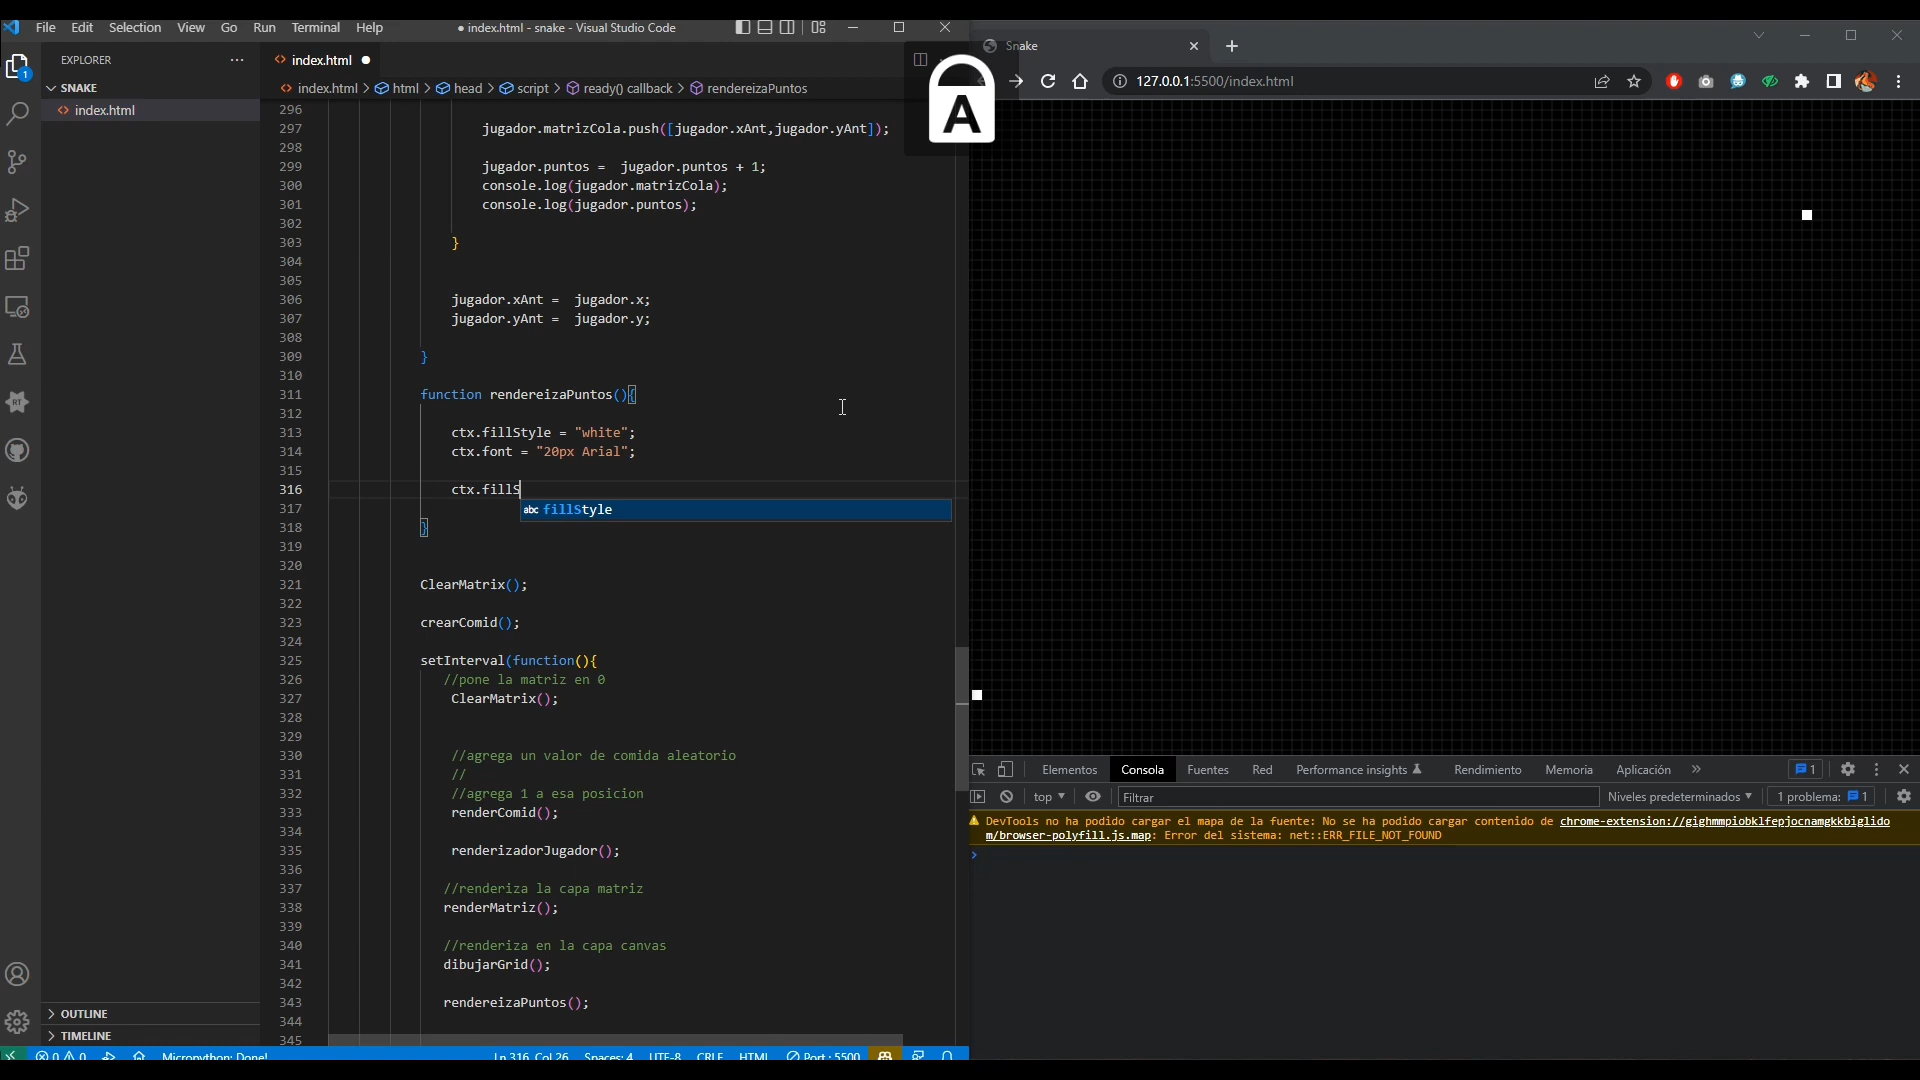 File Edit Selection View Go Run Terminal Help
● index.html - snake - Visual Studio Code
EXPLORER
SNAKE
index.html
OUTLINE
TIMELINE
1
index.html
index.html > html > head > script > ready() callback > rendereizaPuntos
296
297 jugador.matrizCola.push([jugador.xAnt,jugador.yAnt]);
298
299 jugador.puntos = jugador.puntos + 1;
300 console.log(jugador.matrizCola);
301 console.log(jugador.puntos);
302
303 }
304
305
306 jugador.xAnt = jugador.x;
307 jugador.yAnt = jugador.y;
308
309 }
310
311 function rendereizaPuntos(){
312
313 ctx.fillStyle = "white";
314 ctx.font = "20px Arial";
315
316 ctx.fillS
317 abc fillStyle
318 }
319
320
321 ClearMatrix();
322
323 crearComid();
324
325 setInterval(function(){
326 //pone la matriz en 0
327 ClearMatrix();
328
329
330 //agrega un valor de comida aleatorio
331 //
332 //agrega 1 a esa posicion
333 renderComid();
334
335 renderizadorJugador();
336
337 //renderiza la capa matriz
338 renderMatriz();
339
340 //renderiza en la capa canvas
341 dibujarGrid();
342
343 rendereizaPuntos();
344
345
0 0 Micropython: Done! Ln 316, Col 26 Spaces: 4 UTF-8 CRLF HTML Port : 5500
A
Snake
127.0.0.1:5500/index.html
Elementos Consola Fuentes Red Performance insights Rendimiento Memoria Aplicación » 1
top Filtrar Niveles predeterminados 1 problema: 1
DevTools no ha podido cargar el mapa de la fuente: No se ha podido cargar contenido de chrome-extension://gighmmpiobklfepjocnamgkkbiglido
m/browser-polyfill.js.map: Error del sistema: net::ERR_FILE_NOT_FOUND